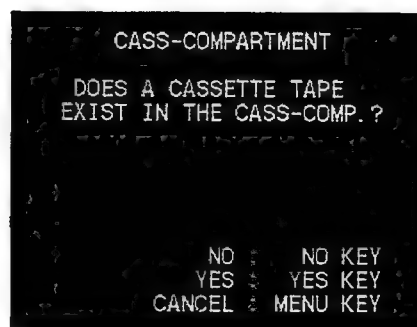 CASS-COMPARTMENT
DOES A CASSETTE TAPE
EXIST IN THE CASS-COMP.?
NO : NO KEY
YES : YES KEY
CANCEL : MENU KEY